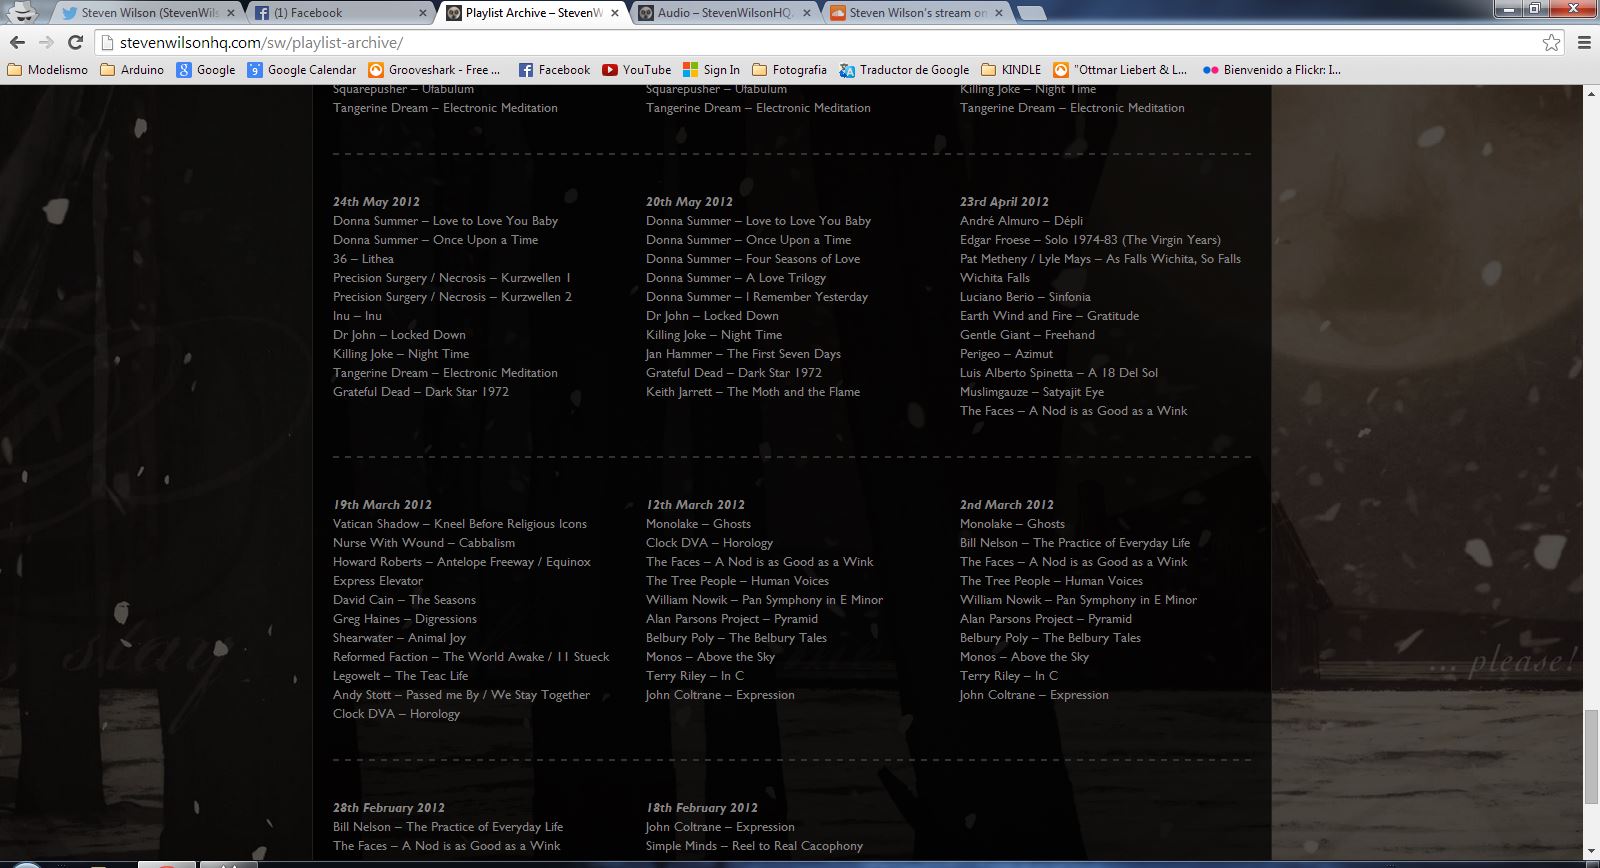 Steven Wilson (StevenWils
(1) Facebook
Playlist Archive – StevenW
Audio – StevenWilsonHQ.
Steven Wilson's stream on
stevenwilsonhq.com/sw/playlist-archive/
Modelismo
Arduino
Google
Google Calendar
Grooveshark - Free ...
Facebook
YouTube
Sign In
Fotografia
Traductor de Google
KINDLE
"Ottmar Liebert & L...
Bienvenido a Flickr: I...
Squarepusher – Ufabulum
Tangerine Dream – Electronic Meditation
Squarepusher – Ufabulum
Tangerine Dream – Electronic Meditation
Killing Joke – Night Time
Tangerine Dream – Electronic Meditation
24th May 2012
Donna Summer – Love to Love You Baby
Donna Summer – Once Upon a Time
36 – Lithea
Precision Surgery / Necrosis – Kurzwellen 1
Precision Surgery / Necrosis – Kurzwellen 2
Inu – Inu
Dr John – Locked Down
Killing Joke – Night Time
Tangerine Dream – Electronic Meditation
Grateful Dead – Dark Star 1972
20th May 2012
Donna Summer – Love to Love You Baby
Donna Summer – Once Upon a Time
Donna Summer – Four Seasons of Love
Donna Summer – A Love Trilogy
Donna Summer – I Remember Yesterday
Dr John – Locked Down
Killing Joke – Night Time
Jan Hammer – The First Seven Days
Grateful Dead – Dark Star 1972
Keith Jarrett – The Moth and the Flame
23rd April 2012
André Almuro – Dépli
Edgar Froese – Solo 1974-83 (The Virgin Years)
Pat Metheny / Lyle Mays – As Falls Wichita, So Falls
Wichita Falls
Luciano Berio – Sinfonia
Earth Wind and Fire – Gratitude
Gentle Giant – Freehand
Perigeo – Azimut
Luis Alberto Spinetta – A 18 Del Sol
Muslimgauze – Satyajit Eye
The Faces – A Nod is as Good as a Wink
19th March 2012
Vatican Shadow – Kneel Before Religious Icons
Nurse With Wound – Cabbalism
Howard Roberts – Antelope Freeway / Equinox
Express Elevator
David Cain – The Seasons
Greg Haines – Digressions
Shearwater – Animal Joy
Reformed Faction – The World Awake / 11 Stueck
Legowelt – The Teac Life
Andy Stott – Passed me By / We Stay Together
Clock DVA – Horology
12th March 2012
Monolake – Ghosts
Clock DVA – Horology
The Faces – A Nod is as Good as a Wink
The Tree People – Human Voices
William Nowik – Pan Symphony in E Minor
Alan Parsons Project – Pyramid
Belbury Poly – The Belbury Tales
Monos – Above the Sky
Terry Riley – In C
John Coltrane – Expression
2nd March 2012
Monolake – Ghosts
Bill Nelson – The Practice of Everyday Life
The Faces – A Nod is as Good as a Wink
The Tree People – Human Voices
William Nowik – Pan Symphony in E Minor
Alan Parsons Project – Pyramid
Belbury Poly – The Belbury Tales
Monos – Above the Sky
Terry Riley – In C
John Coltrane – Expression
stay
... please!
28th February 2012
Bill Nelson – The Practice of Everyday Life
The Faces – A Nod is as Good as a Wink
18th February 2012
John Coltrane – Expression
Simple Minds – Reel to Real Cacophony